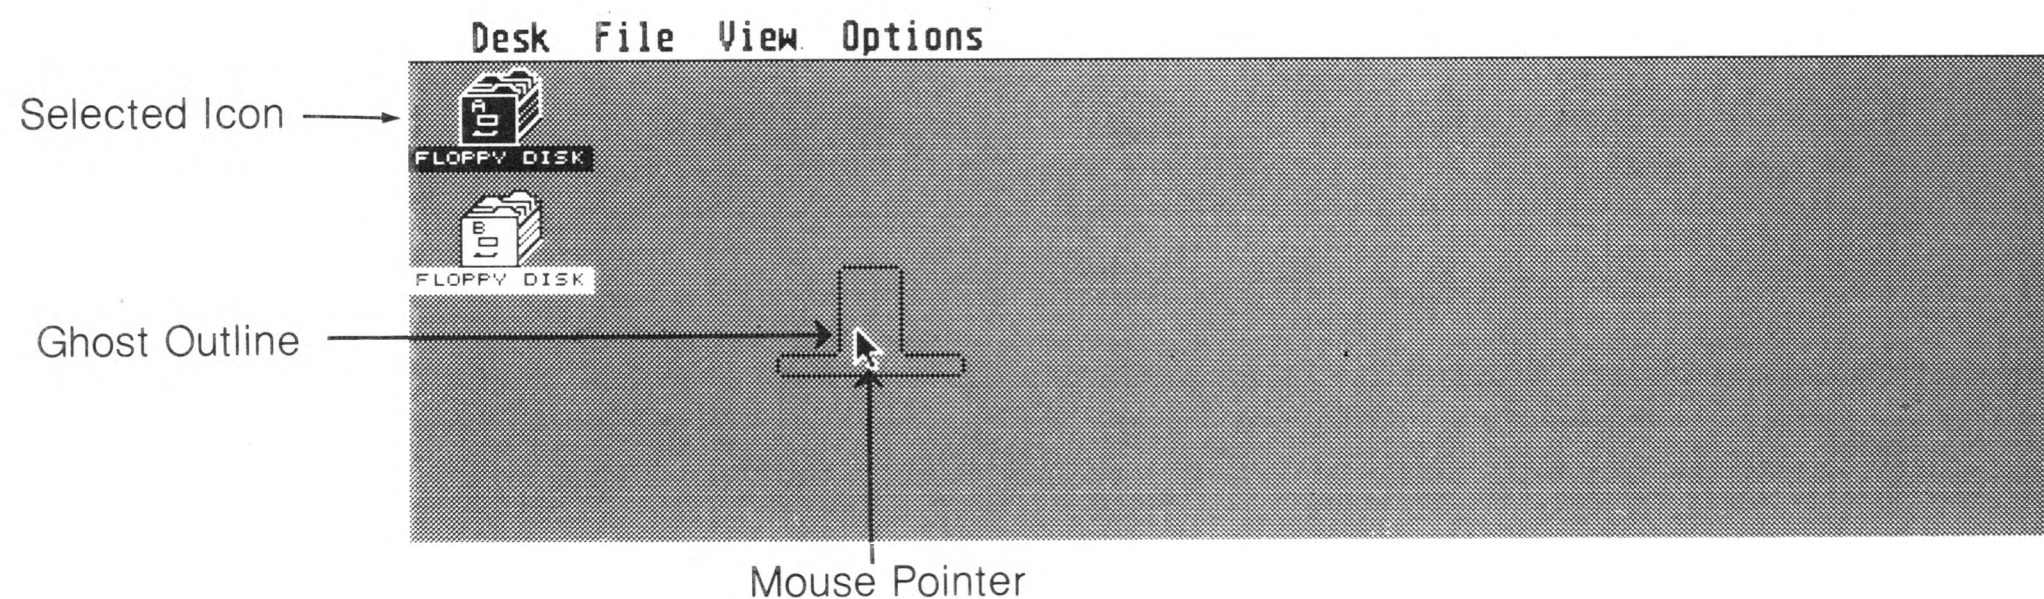 Desk File View Options
Selected Icon
A
FLOPPY DISK
B
FLOPPY DISK
Ghost Outline
Mouse Pointer